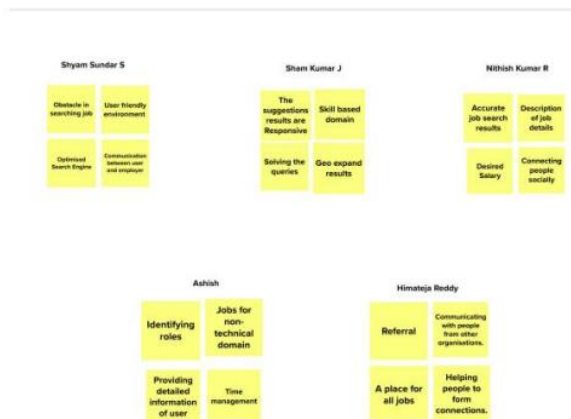 Shyam Sundar S
Obstacle in
searching job
User friendly
environment
Optimised
Search Engine
Communication
between user
and employer
Sham Kumar J
The
suggestions
results are
Responsive
Skill based
domain
Solving the
queries
Geo expand
results
Nithish Kumar R
Accurate
job search
results
Description
of job
details
Desired
Salary
Connecting
people
socially
Ashish
Identifying
roles
Jobs for
non-
technical
domain
Providing
detailed
information
of user
Time
management
Himateja Reddy
Referral
Communicating
with people
from other
organisations.
A place for
all jobs
Helping
people to
form
connections.